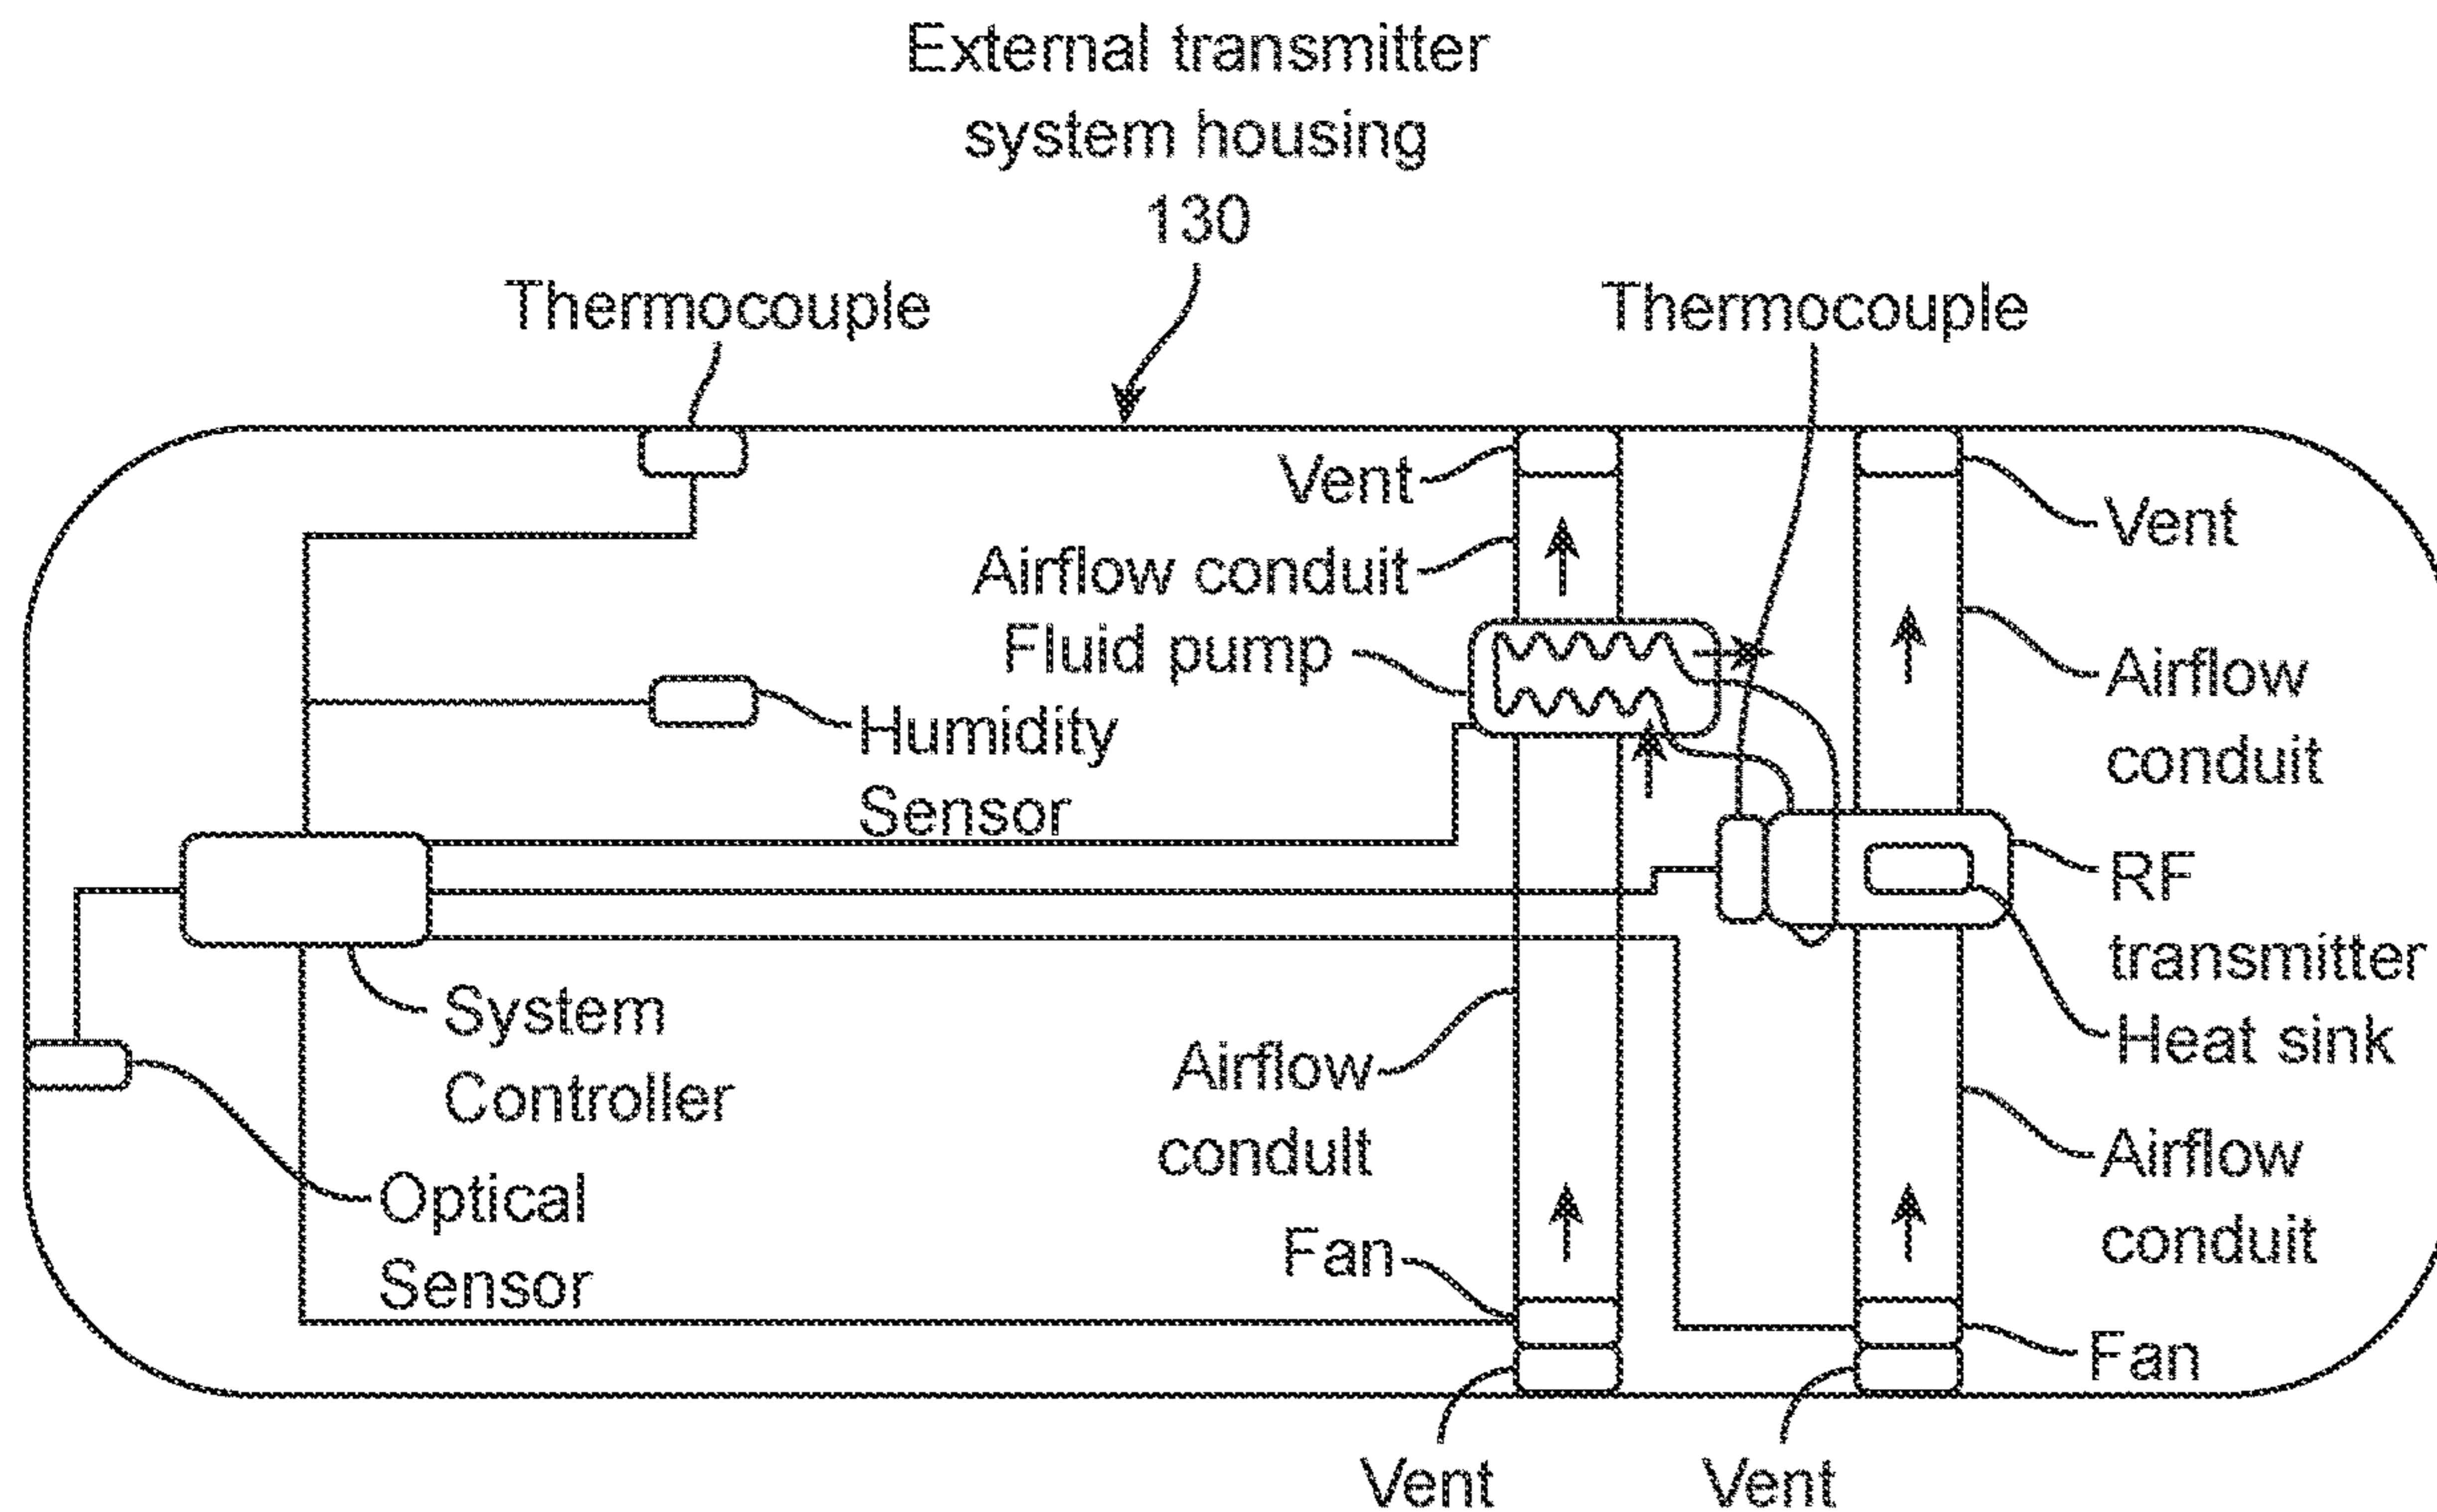 External transmitter
system housing
130
Thermocouple
Thermocouple
Vent
Vent
Airflow conduit
Fluid pump
Airflow
conduit
Humidity
Sensor
RF
transmitter
System
Controller
Heat sink
Airflow
conduit
Airflow
conduit
Optical
Sensor
Fan
Fan
Vent
Vent